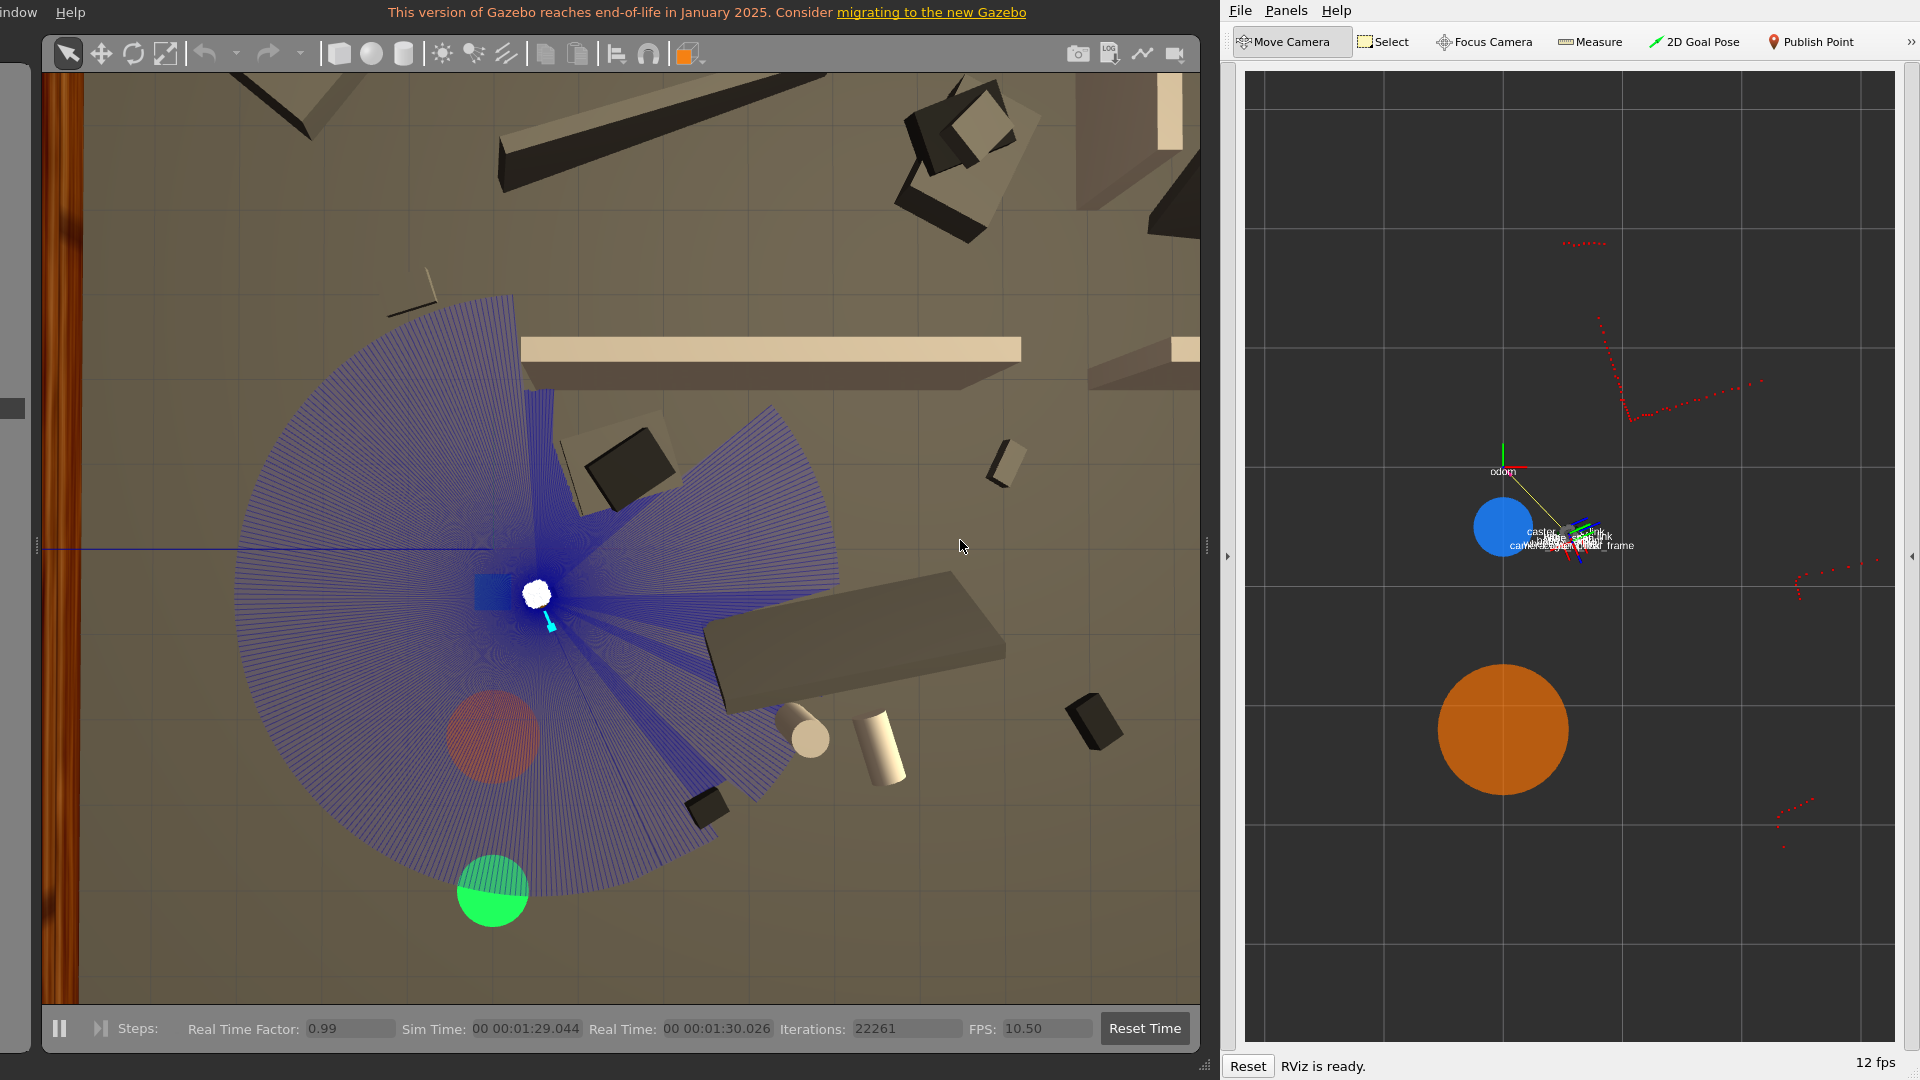 indow Help This version of Gazebo reaches end-of-life in January 2025. Consider migrating to the new Gazebo
File Panels Help
Move Camera Select Focus Camera Measure 2D Goal Pose Publish Point »
LOG
odom
Steps: Real Time Factor: 0.99 Sim Time: 00 00:01:29.044 Real Time: 00 00:01:30.026 Iterations: 22261 FPS: 10.50 Reset Time
Reset RViz is ready. 12 fps